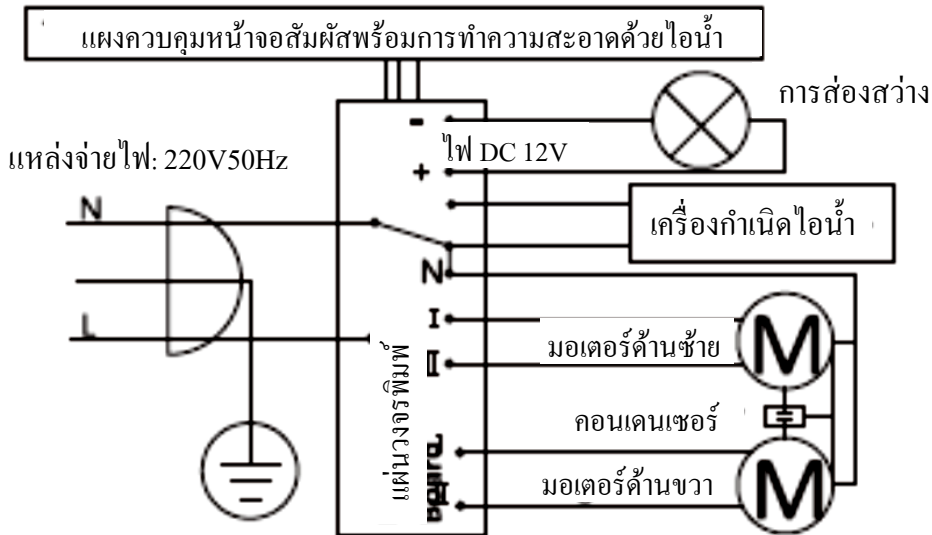 แผงควบคุมหน้าจอสัมผัสพร้อมการทำความสะอาดด้วยไอน้ำ
การส่องสว่าง
-
ไฟ DC 12V
แหล่งจ่ายไฟ: 220V50Hz
+
N
เครื่องกำเนิดไอน้ำ
N
L
I
M
มอเตอร์ด้านซ้าย
II
แผ่นวงจรพิมพ์
คอนเดนเซอร์
มอเตอร์ด้านขวา
M